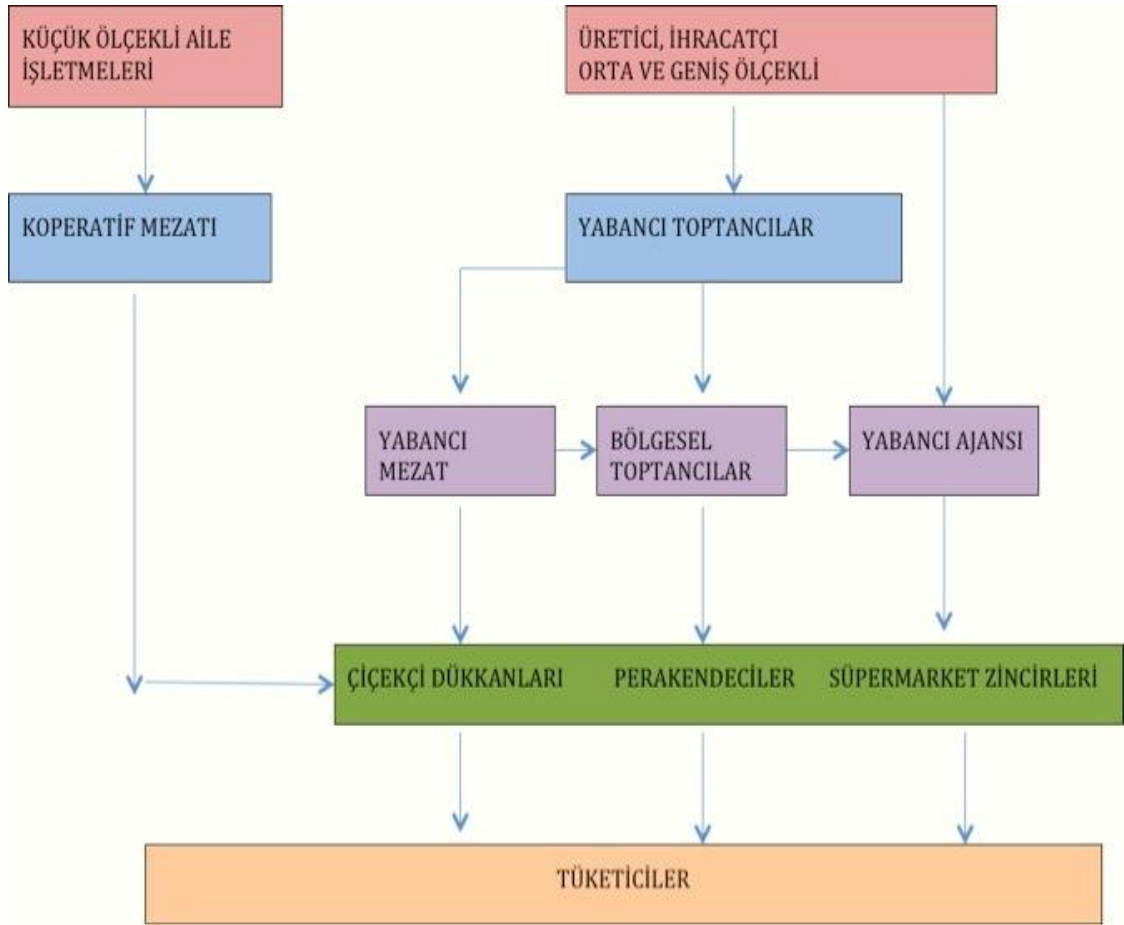 KÜÇÜK ÖLÇEKLİ AİLE
İŞLETMELERİ
ÜRETİCİ, İHRACATÇI
ORTA VE GENİŞ ÖLÇEKLİ
KOPERATİF MEZATI
YABANCI TOPTANCILAR
YABANCI
MEZAT
BÖLGESEL
TOPTANCILAR
YABANCI AJANSI
ÇİÇEKÇİ DÜKKANLARI PERAKENDECİLER SÜPERMARKET ZİNCİRLERİ
TÜKETİCİLER